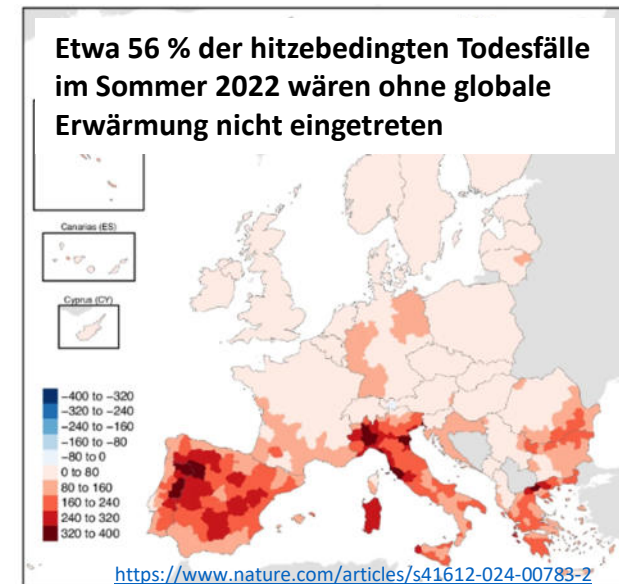 Etwa 56 % der hitzebedingten Todesfälle
im Sommer 2022 wären ohne globale
Erwärmung nicht eingetreten
Canarias (ES)
Cyprus (CY)
−400 to −320
−320 to −240
−240 to −160
−160 to −80
−80 to 0
0 to 80
80 to 160
160 to 240
240 to 320
320 to 400
https://www.nature.com/articles/s41612-024-00783-2